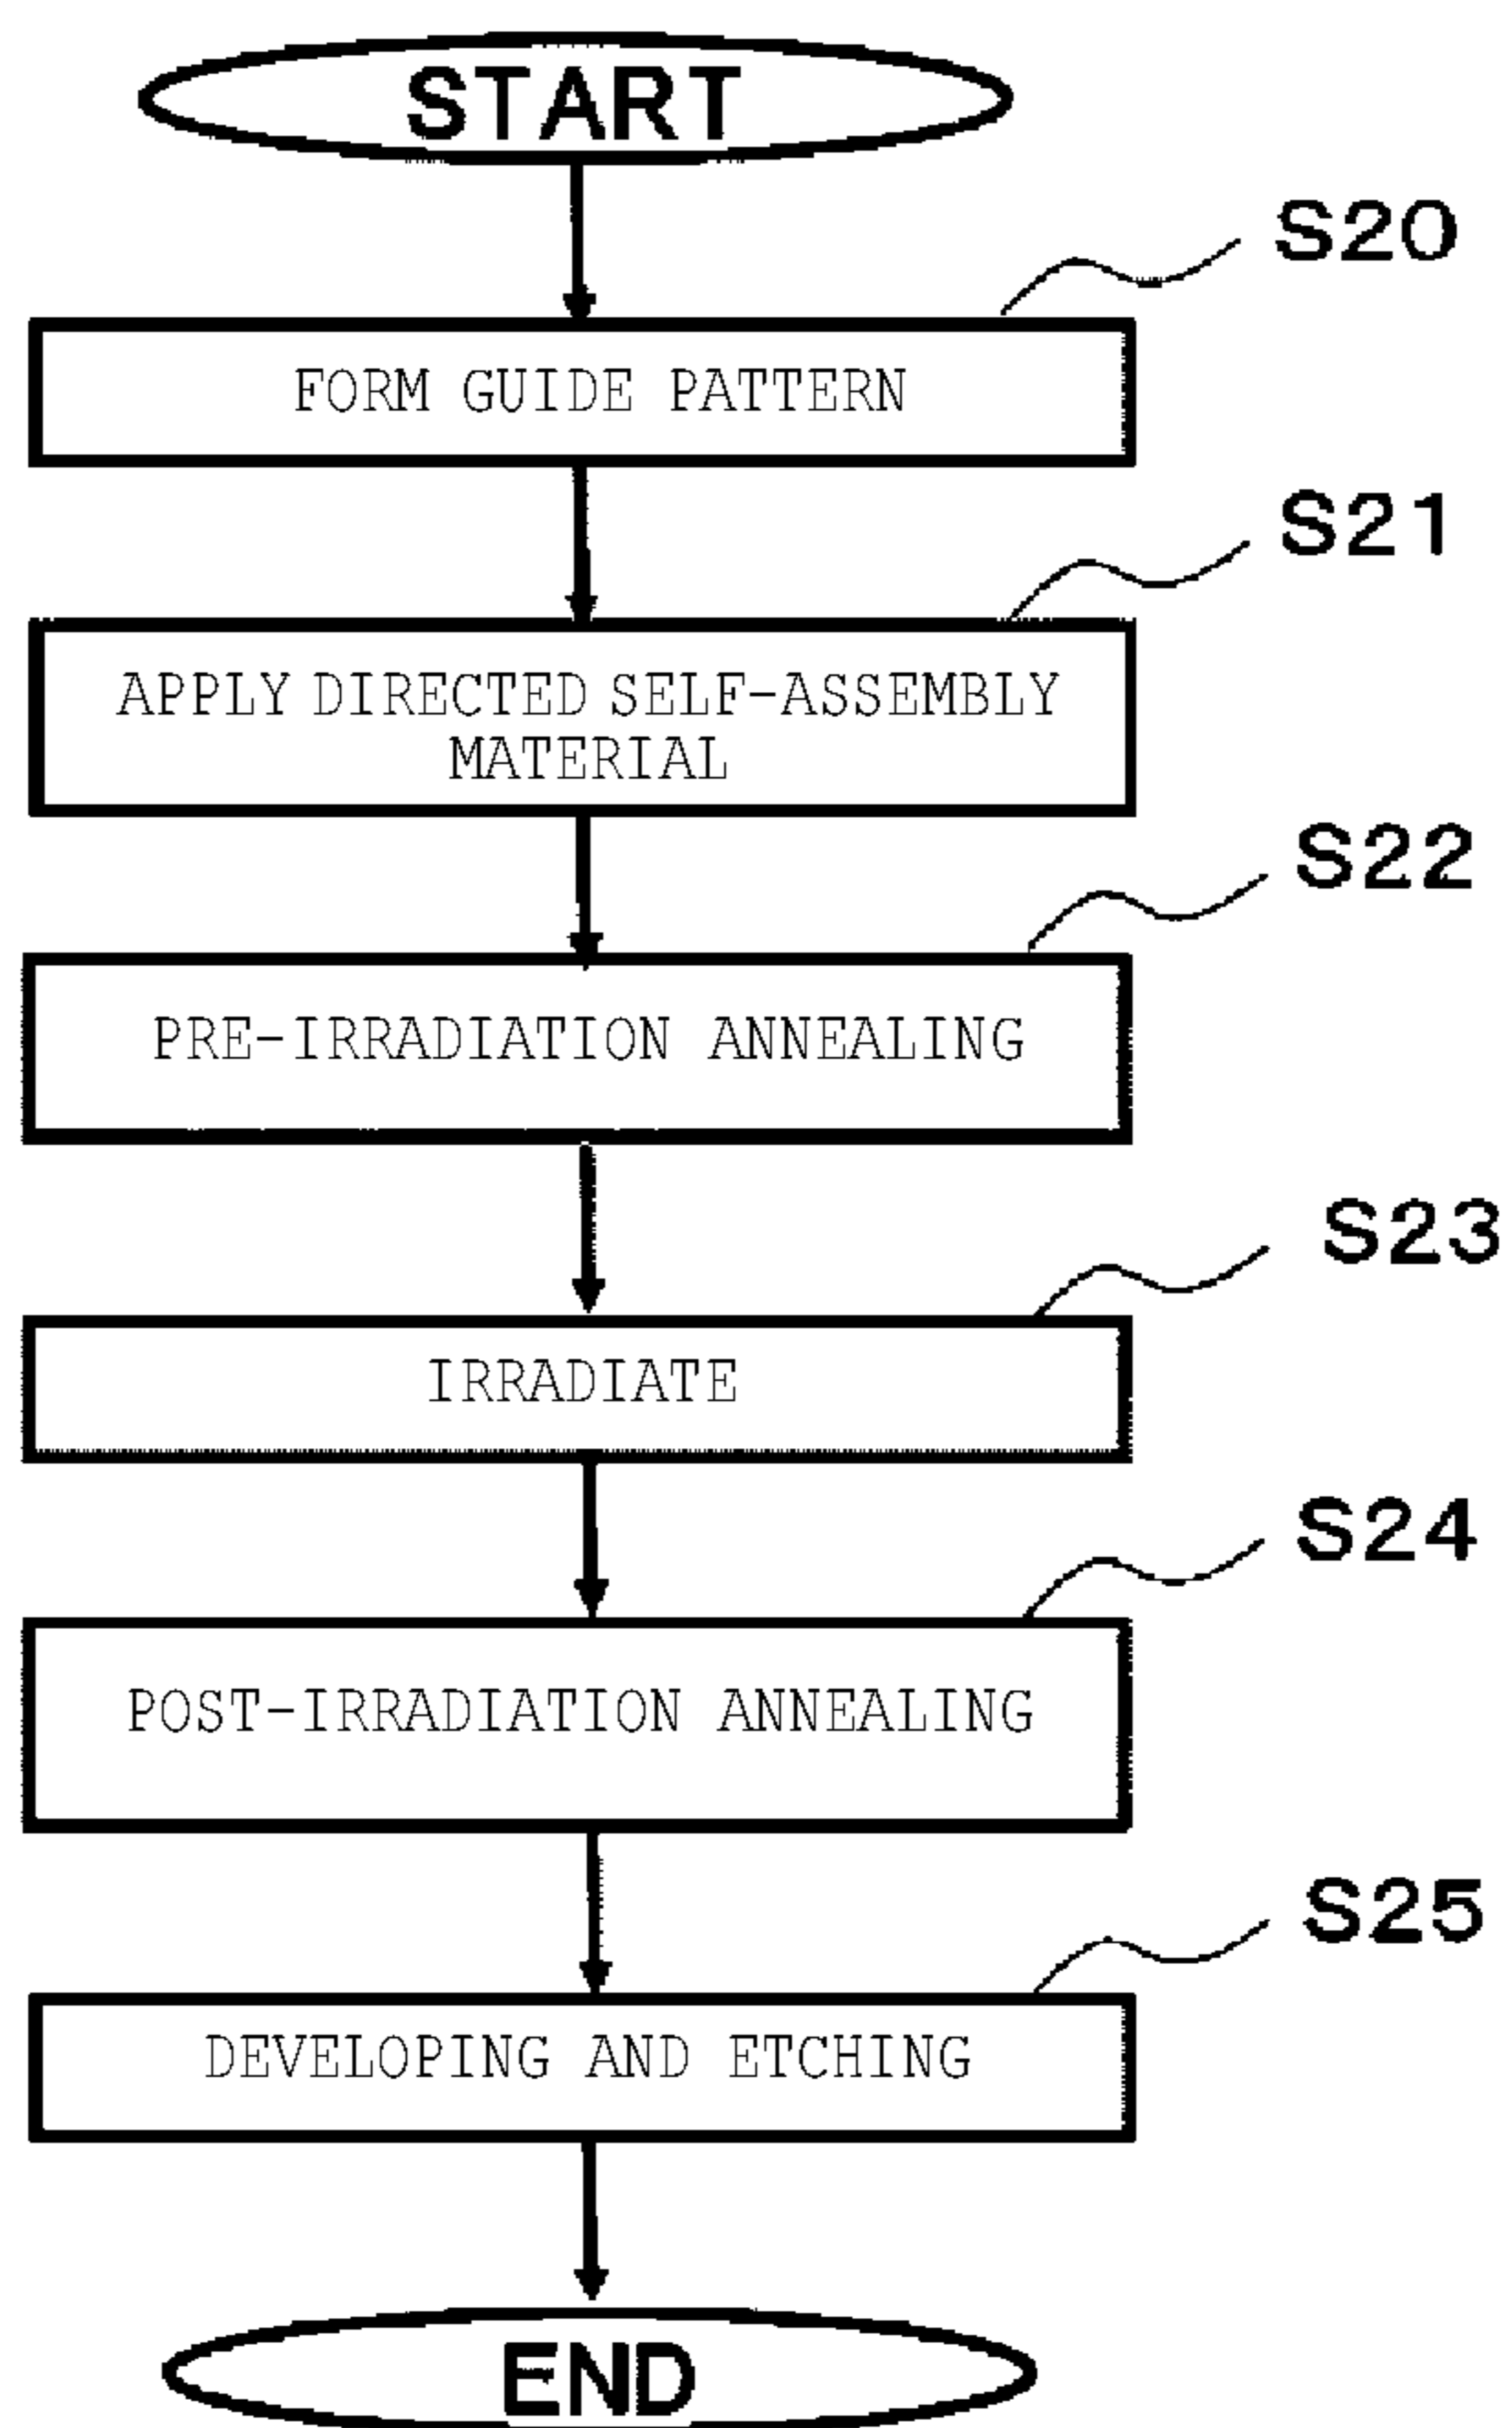 START
S20
FORM GUIDE PATTERN
S21
APPLY DIRECTED SELF-ASSEMBLY
MATERIAL
S22
PRE-IRRADIATION ANNEALING
S23
IRRADIATE
S24
POST-IRRADIATION ANNEALING
S25
DEVELOPING AND ETCHING
END